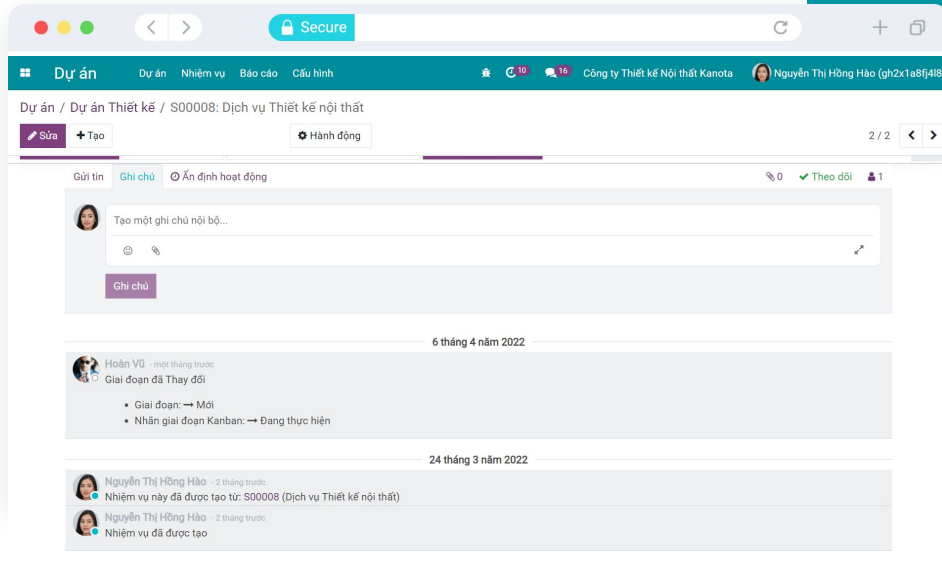 Secure
Dự án Dự án Nhiệm vụ Báo cáo Cấu hình 10 16 Công ty Thiết kế Nội thất Kanota Nguyễn Thị Hồng Hào (gh2x1a8fj4l8
Dự án / Dự án Thiết kế / S00008: Dịch vụ Thiết kế nội thất
Sửa Tạo Hành động 2 / 2
Gửi tin Ghi chú Ấn định hoạt động 0 Theo dõi 1
Tạo một ghi chú nội bộ...
Ghi chú
6 tháng 4 năm 2022
Hoàn Vũ - một tháng trước
Giai đoạn đã Thay đổi
• Giai đoạn: → Mới
• Nhãn giai đoạn Kanban: → Đang thực hiện
24 tháng 3 năm 2022
Nguyễn Thị Hồng Hào - 2 tháng trước
Nhiệm vụ này đã được tạo từ: S00008 (Dịch vụ Thiết kế nội thất)
Nguyễn Thị Hồng Hào - 2 tháng trước
Nhiệm vụ đã được tạo